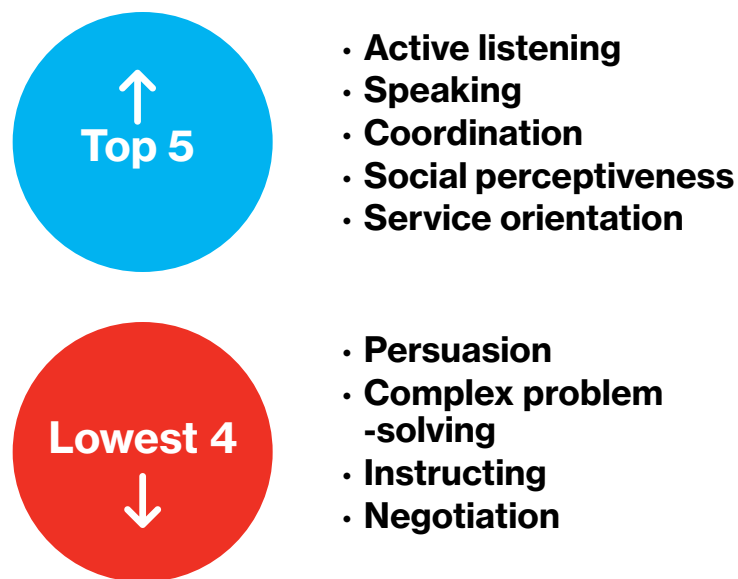 Top 5
· Active listening
· Speaking
· Coordination
· Social perceptiveness
· Service orientation
Lowest 4
· Persuasion
· Complex problem
-solving
· Instructing
· Negotiation